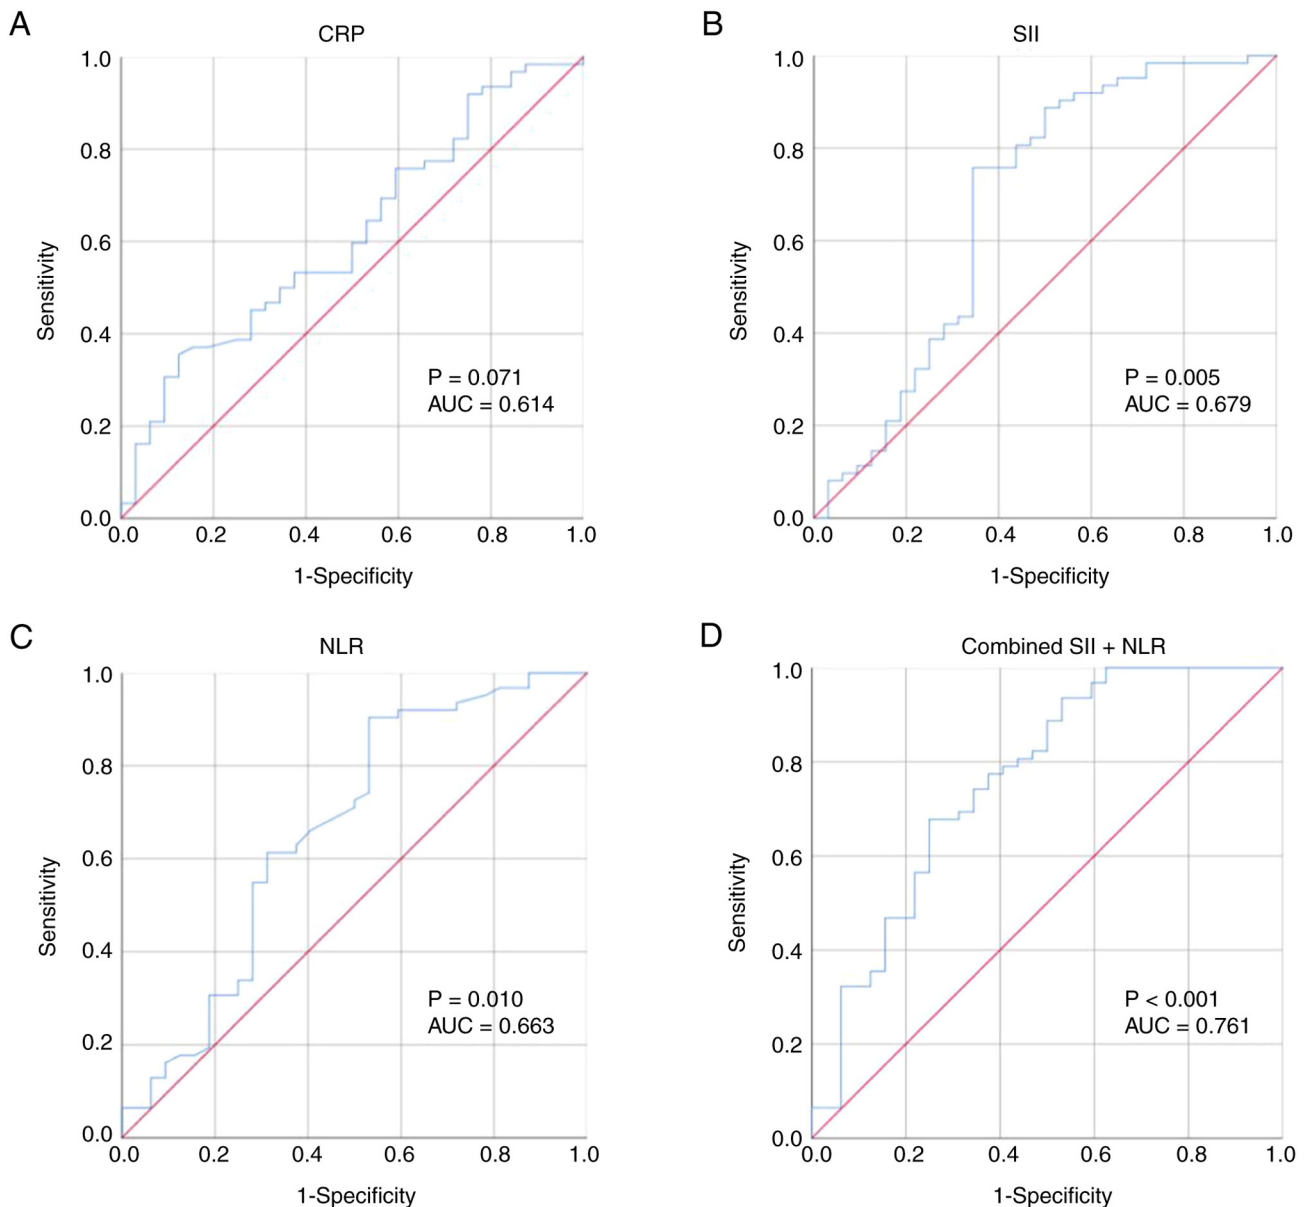 A
CRP
1.0
0.8
0.6
0.4
0.2
0.0
Sensitivity
P = 0.071
AUC = 0.614
0.0 0.2 0.4 0.6 0.8 1.0
1-Specificity
B
SII
1.0
0.8
0.6
0.4
0.2
0.0
Sensitivity
P = 0.005
AUC = 0.679
0.0 0.2 0.4 0.6 0.8 1.0
1-Specificity
C
NLR
1.0
0.8
0.6
0.4
0.2
0.0
Sensitivity
P = 0.010
AUC = 0.663
0.0 0.2 0.4 0.6 0.8 1.0
1-Specificity
D
Combined SII + NLR
1.0
0.8
0.6
0.4
0.2
0.0
Sensitivity
P < 0.001
AUC = 0.761
0.0 0.2 0.4 0.6 0.8 1.0
1-Specificity